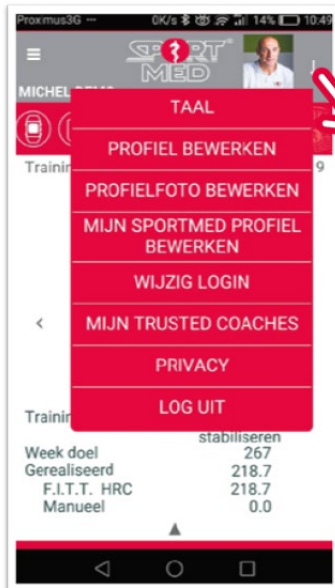 Proximus3G 0K/s 14% 10:49
SPORT
MED
MICHEL
TAAL
PROFIEL BEWERKEN
Trainin 9
PROFIELFOTO BEWERKEN
MIJN SPORTMED PROFIEL
BEWERKEN
WIJZIG LOGIN
MIJN TRUSTED COACHES
PRIVACY
LOG UIT
Trainin
stabiliseren
Week doel 267
Gerealiseerd 218.7
F.I.T.T. HRC 218.7
Manueel 0.0